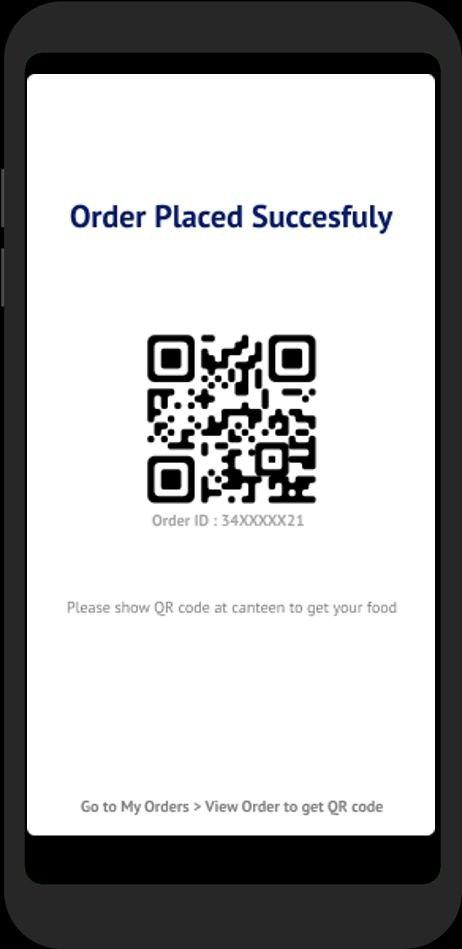 Order Placed Succesfuly
Order ID : 34XXXXX21
Please show QR code at canteen to get your food
Go to My Orders > View Order to get QR code